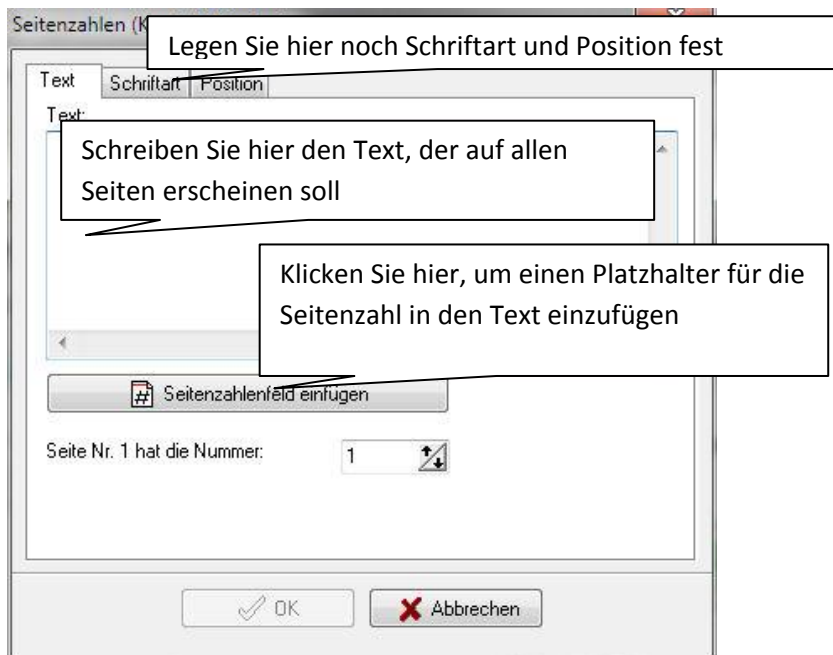 Seitenzahlen (K
Legen Sie hier noch Schriftart und Position fest
Text Schriftart Position
Text:
Schreiben Sie hier den Text, der auf allen
Seiten erscheinen soll
Klicken Sie hier, um einen Platzhalter für die
Seitenzahl in den Text einzufügen
# Seitenzahlenfeld einfügen
Seite Nr. 1 hat die Nummer: 1
OK Abbrechen